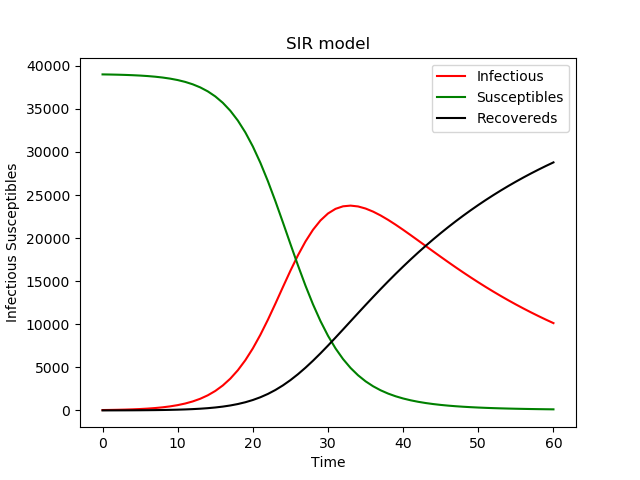 SIR model
Infectious
Susceptibles
Recovereds
Infectious Susceptibles
40000
35000
30000
25000
20000
15000
10000
5000
0
0 10 20 30 40 50 60
Time